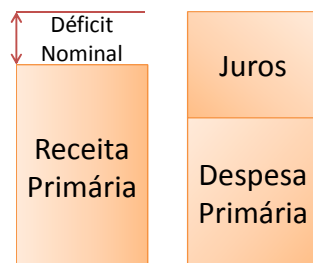 Déficit
Nominal
Receita
Primária
Juros
Despesa
Primária